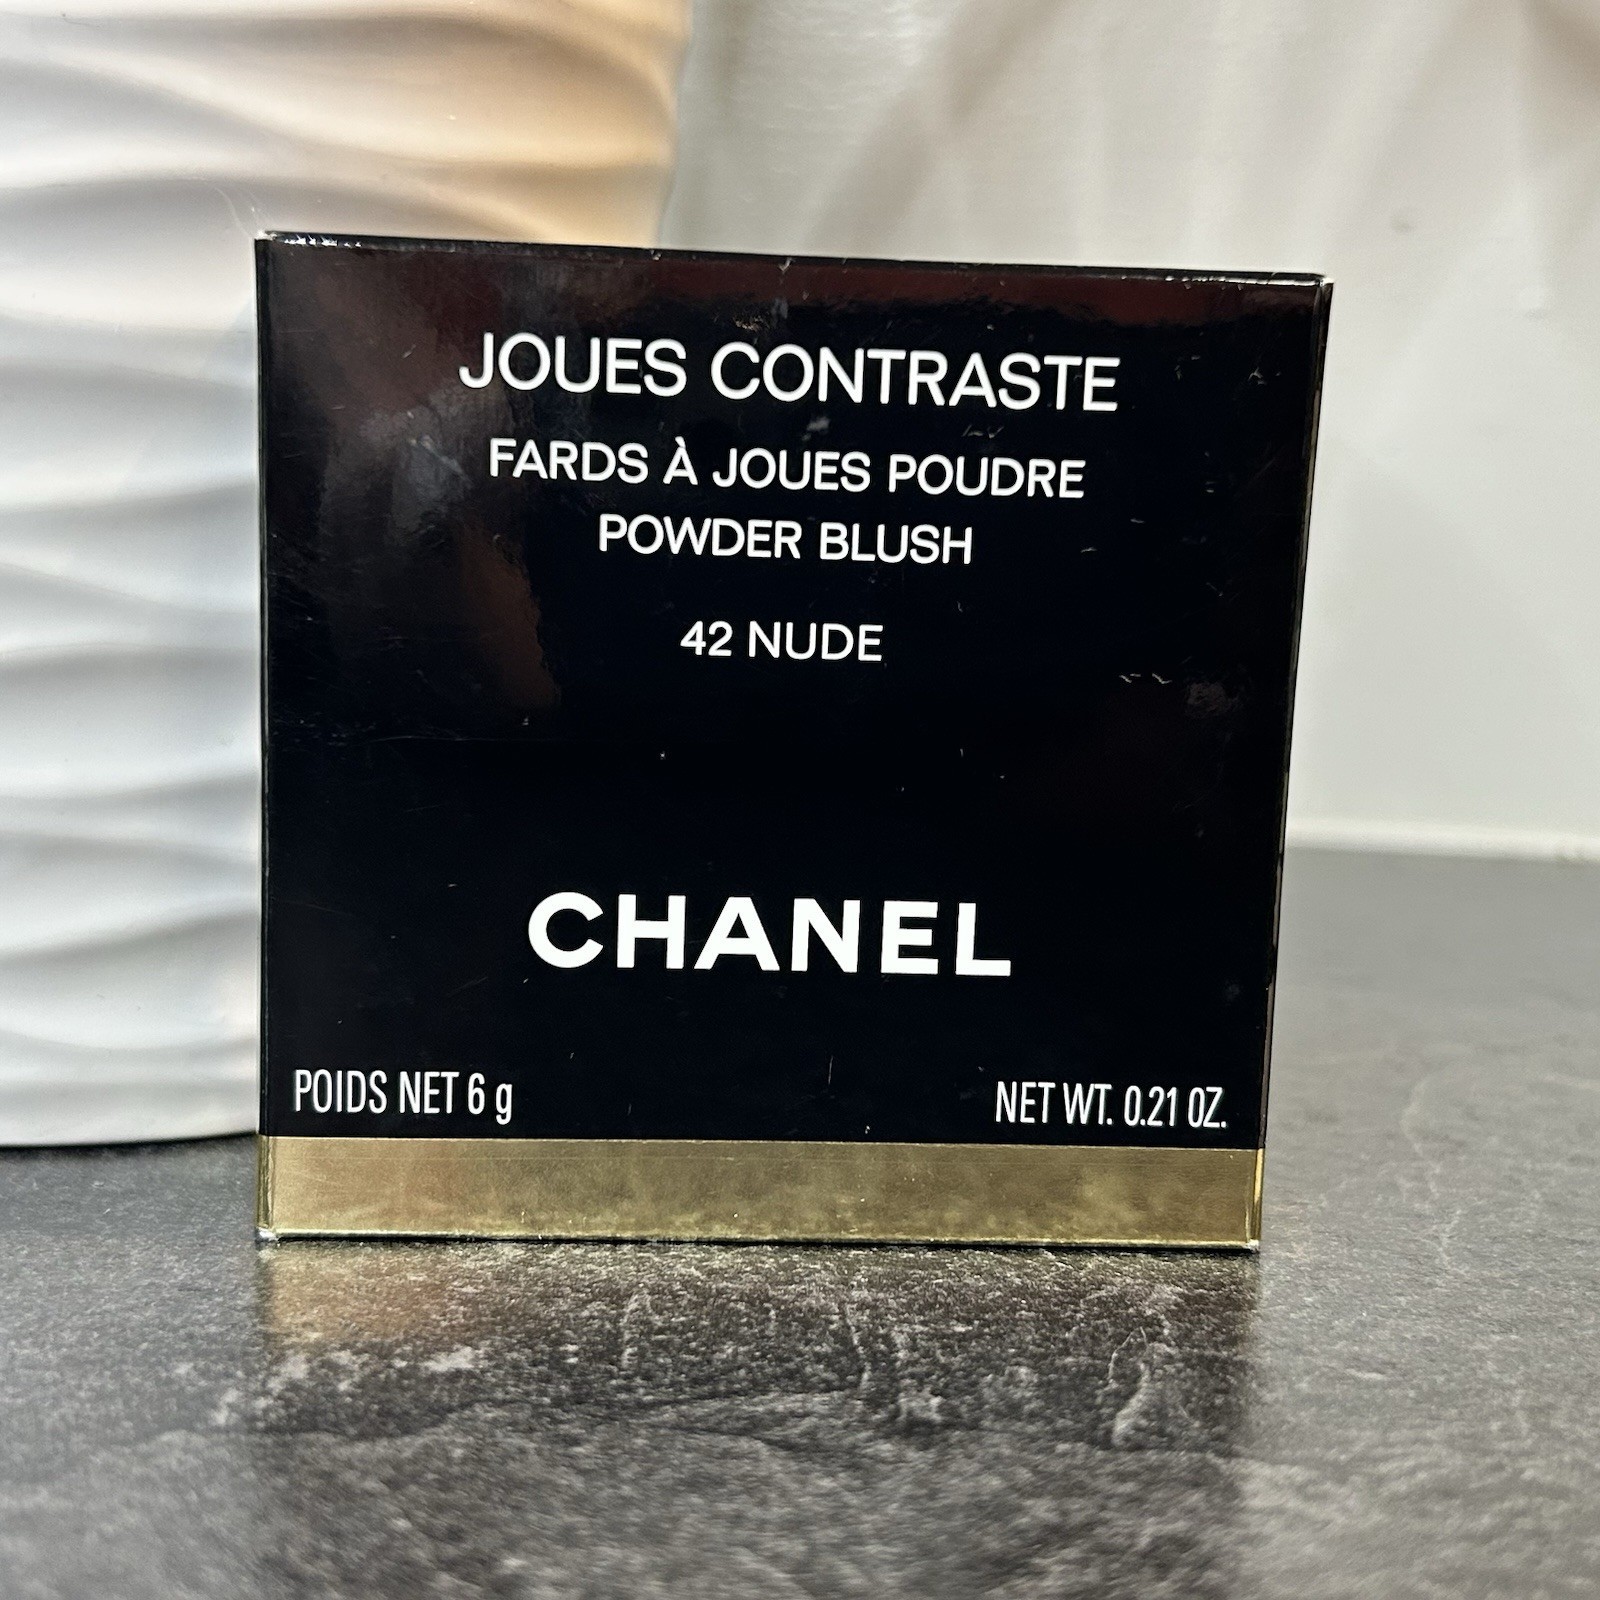 JOUES CONTRASTE
FARDS À JOUES POUDRE
POWDER BLUSH
42 NUDE
CHANEL
POIDS NET 6 g
NET WT. 0.21 OZ.